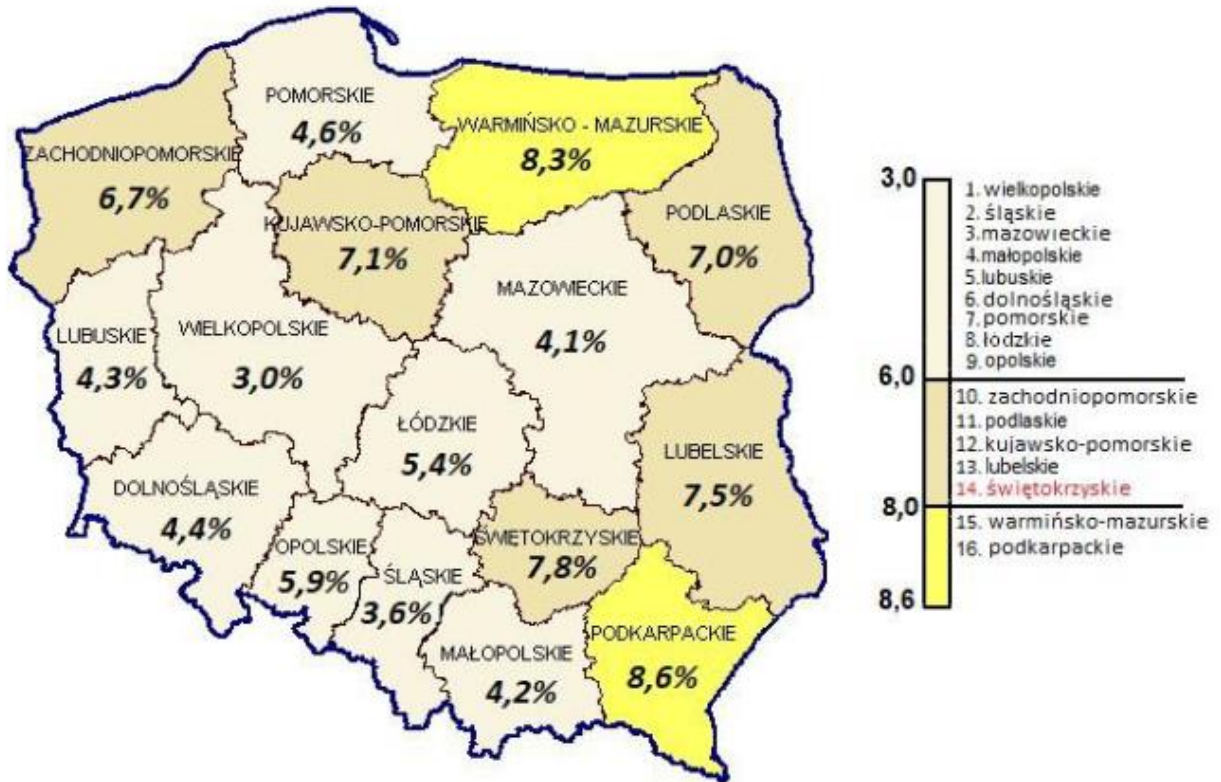 POMORSKIE
4,6%
WARMIŃSKO - MAZURSKIE
8,3%
ZACHODNIOPOMORSKIE
6,7%
KUJAWSKO-POMORSKIE
7,1%
PODLASKIE
7,0%
MAZOWIECKIE
4,1%
LUBUSKIE
4,3%
WIELKOPOLSKIE
3,0%
ŁÓDZKIE
5,4%
LUBELSKIE
7,5%
DOLNOŚLĄSKIE
4,4%
OPOLSKIE
5,9%
ŚLĄSKIE
3,6%
ŚWIĘTOKRZYSKIE
7,8%
MAŁOPOLSKIE
4,2%
PODKARPACKIE
8,6%
3,0
1. wielkopolskie
2. śląskie
3.mazowieckie
4.małopolskie
5.lubuskie
6. dolnośląskie
7.pomorskie
8. łódzkie
9. opolskie
6,0
10. zachodniopomorskie
11. podlaskie
12.kujawsko-pomorskie
13. lubelskie
14. świętokrzyskie
8,0
15. warmińsko-mazurskie
16. podkarpackie
8,6